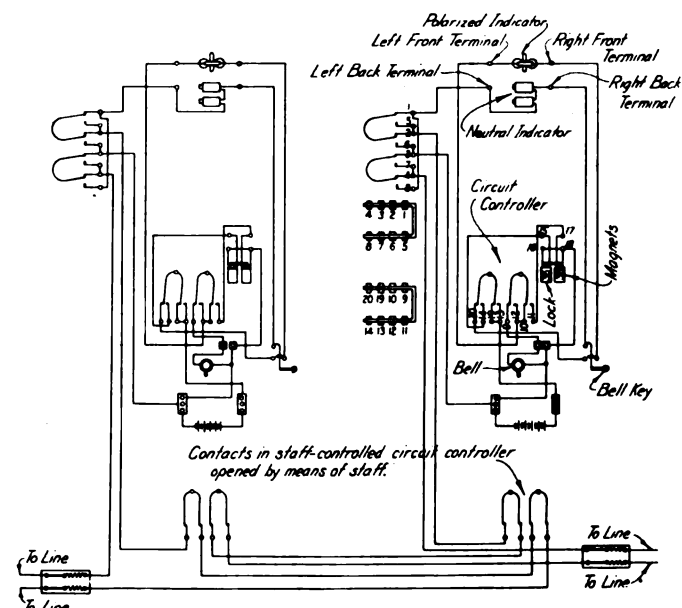 Polarized Indicator
Left Front Terminal
Right Front
Terminal
Left Back Terminal
Right Back
Terminal
Neutral Indicator
Circuit
Controller
4 3 2 1
8 7 6 5
17
18
Magnets
Lock
20 19 10 9
14 13 12 11
Bell
Bell Key
Contacts in staff-controlled circuit controller
opened by means of staff.
To Line
To Line
To Line
To Line